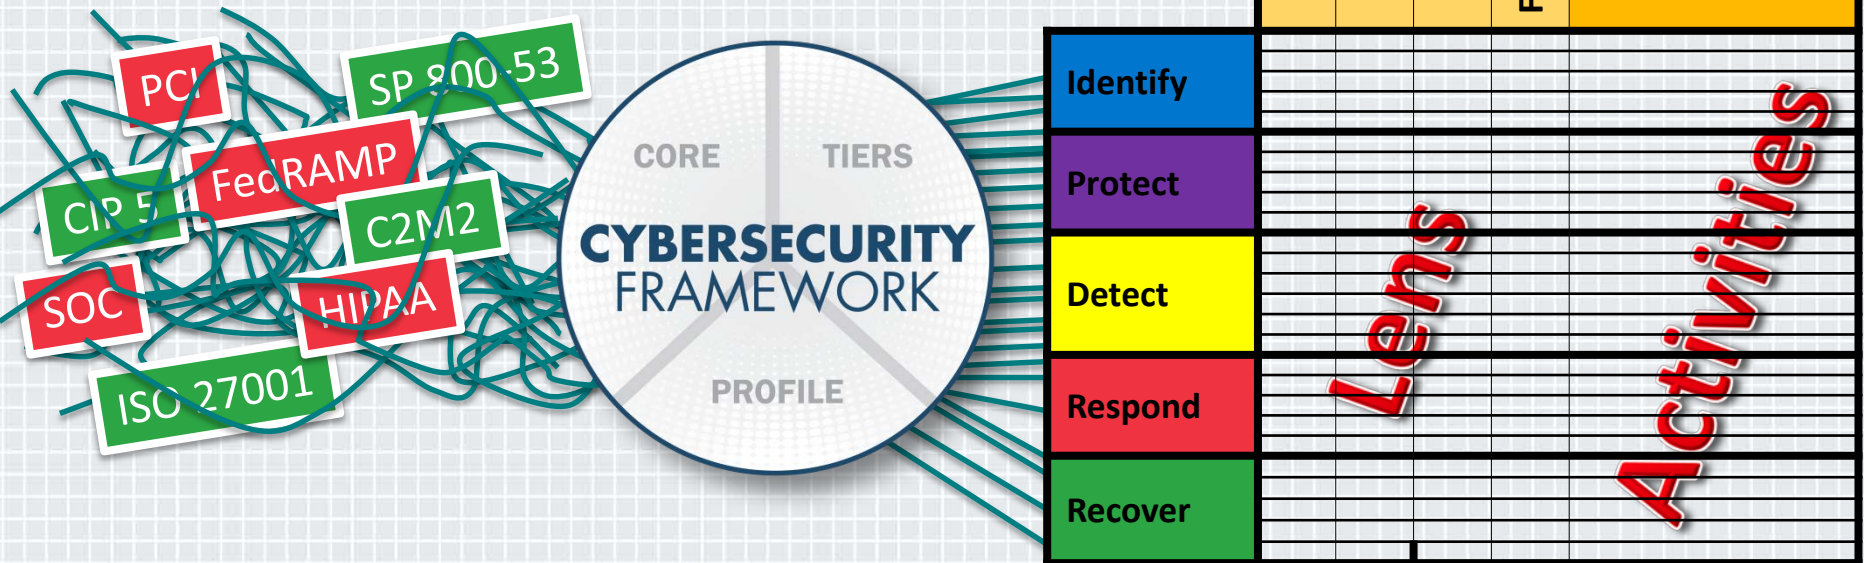 PCI
SP 800-53
FedRAMP
CIP 5
C2M2
SOC
HIPAA
ISO 27001
CORE
TIERS
CYBERSECURITY
FRAMEWORK
PROFILE
Identify
Protect
Detect
Respond
Recover
Lens
Activities